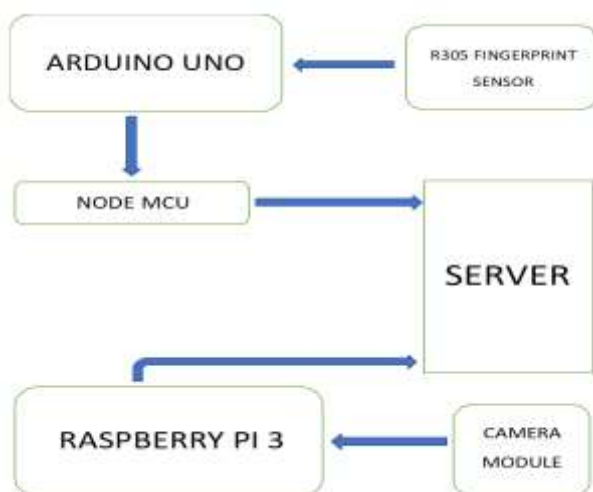 ARDUINO UNO
R305 FINGERPRINT
SENSOR
NODE MCU
SERVER
RASPBERRY PI 3
CAMERA
MODULE